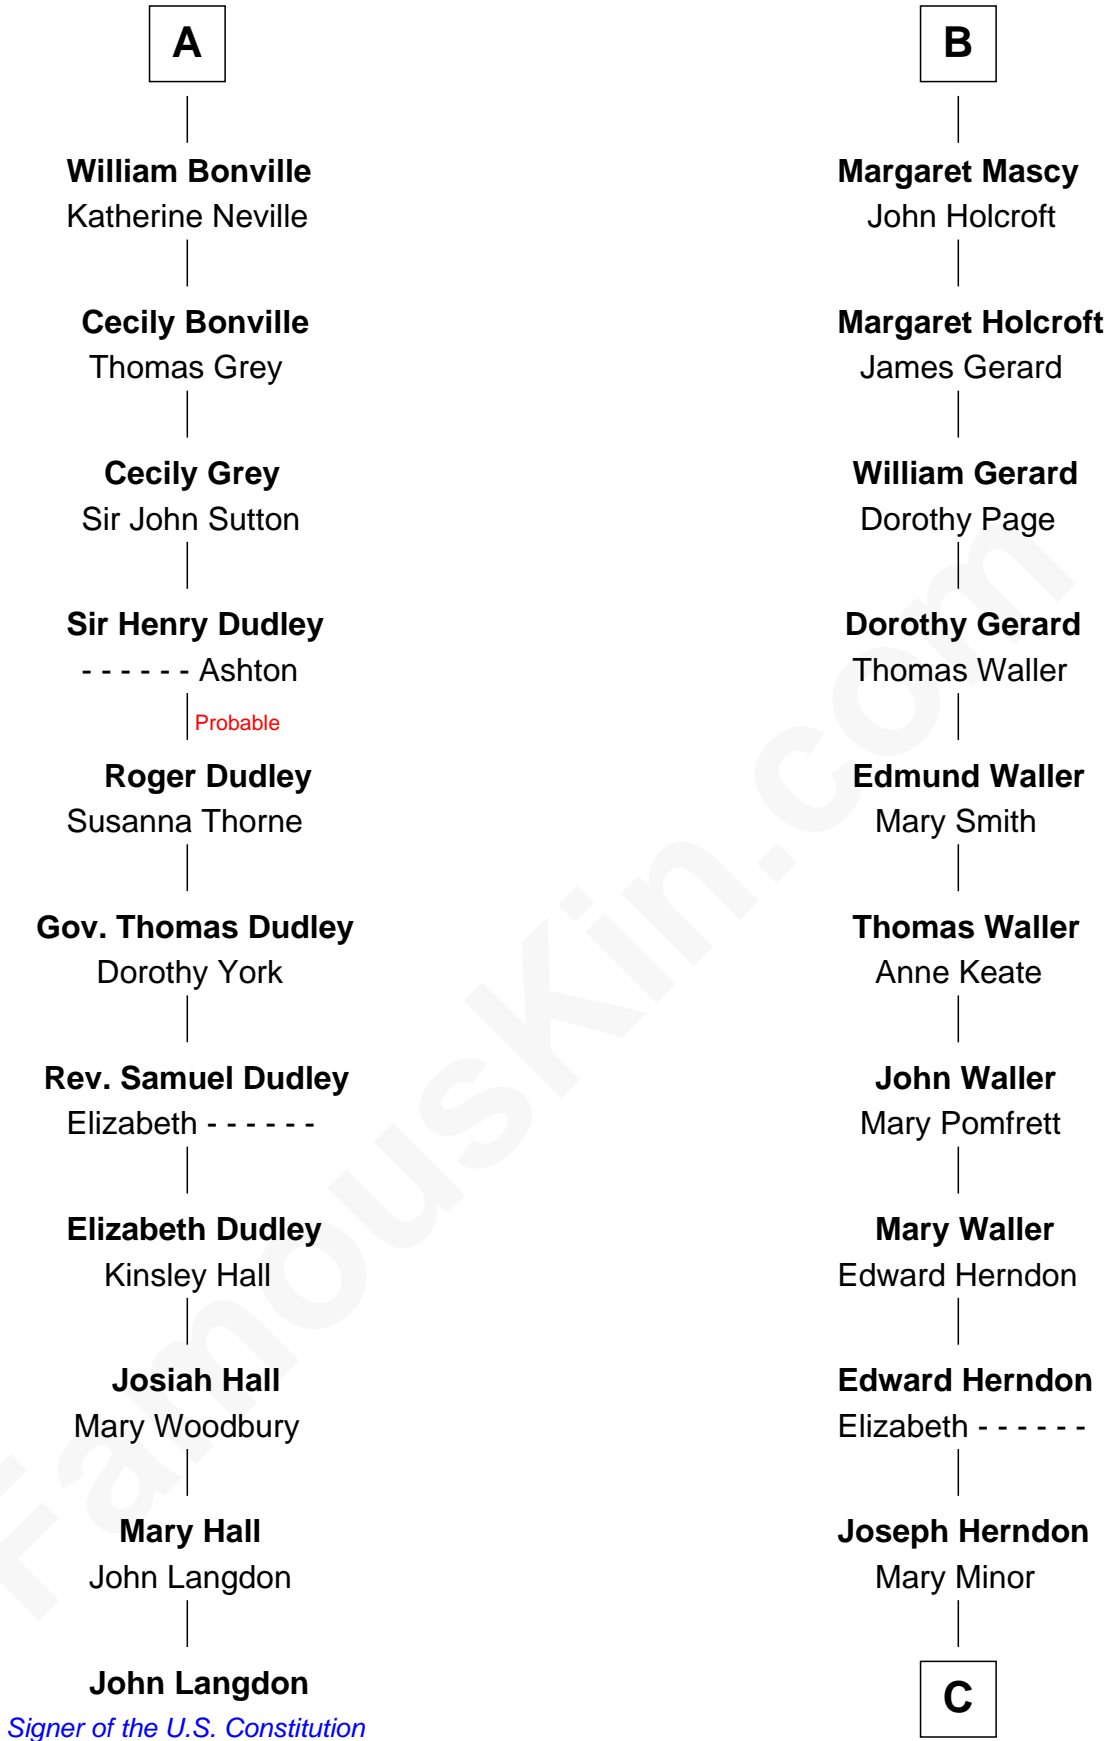 A
William Bonville
Katherine Neville
Cecily Bonville
Thomas Grey
Cecily Grey
Sir John Sutton
Sir Henry Dudley
- - - - - - Ashton
Probable
Roger Dudley
Susanna Thorne
Gov. Thomas Dudley
Dorothy York
Rev. Samuel Dudley
Elizabeth - - - - - -
Elizabeth Dudley
Kinsley Hall
Josiah Hall
Mary Woodbury
Mary Hall
John Langdon
John Langdon
Signer of the U.S. Constitution
B
Margaret Mascy
John Holcroft
Margaret Holcroft
James Gerard
William Gerard
Dorothy Page
Dorothy Gerard
Thomas Waller
Edmund Waller
Mary Smith
Thomas Waller
Anne Keate
John Waller
Mary Pomfrett
Mary Waller
Edward Herndon
Edward Herndon
Elizabeth - - - - - -
Joseph Herndon
Mary Minor
C
FamousKin.com